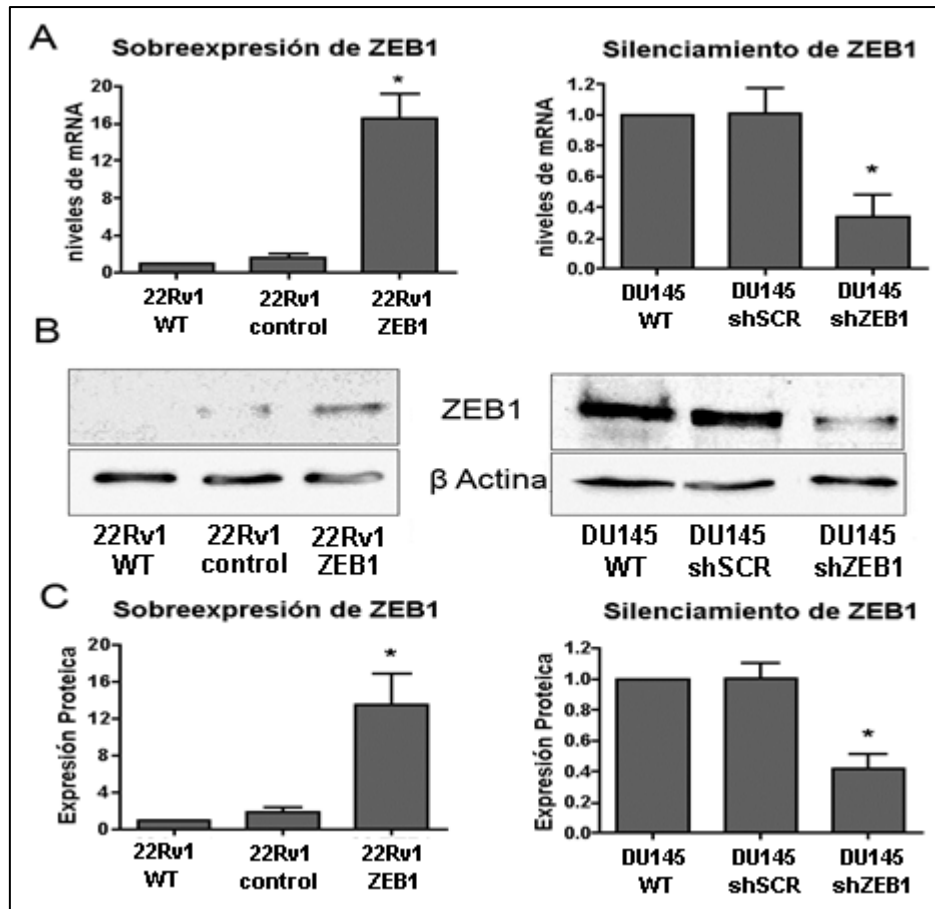 A
Sobreexpresión de ZEB1
niveles de mRNA
20
16
12
8
4
0
*
22Rv1
WT
22Rv1
control
22Rv1
ZEB1
Silenciamiento de ZEB1
niveles de mRNA
1.2
1.0
0.8
0.6
0.4
0.2
0.0
*
DU145
WT
DU145
shSCR
DU145
shZEB1
B
ZEB1
β Actina
22Rv1
WT
22Rv1
control
22Rv1
ZEB1
DU145
WT
DU145
shSCR
DU145
shZEB1
C
Sobreexpresión de ZEB1
Expresión Proteica
20
16
12
8
4
0
*
22Rv1
WT
22Rv1
control
22Rv1
ZEB1
Silenciamiento de ZEB1
Expresión Proteica
1.2
1.0
0.8
0.6
0.4
0.2
0.0
*
DU145
WT
DU145
shSCR
DU145
shZEB1